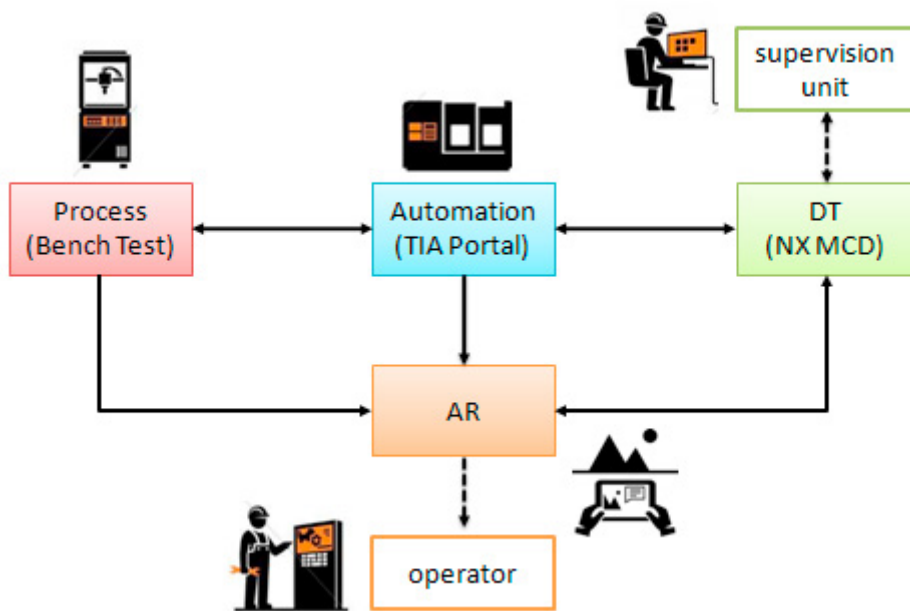 supervision
unit
Process
(Bench Test)
Automation
(TIA Portal)
DT
(NX MCD)
AR
operator